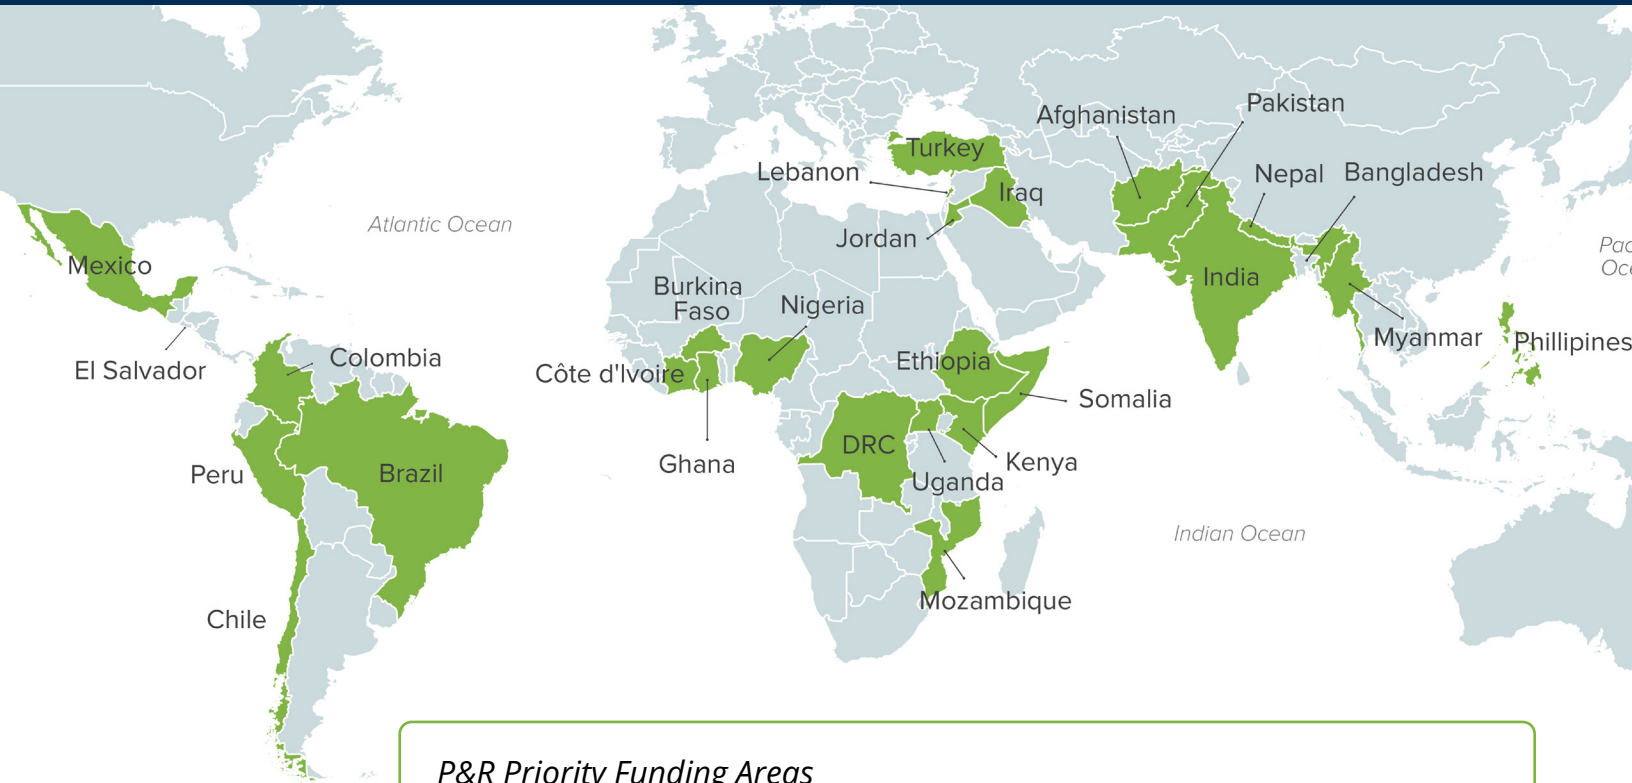 Pakistan
Afghanistan
Turkey
Lebanon
Nepal
Bangladesh
Iraq
Atlantic Ocean
Jordan
Pac
Oce
Mexico
India
Burkina
Faso
Nigeria
Myanmar
Phillipines
El Salvador
Colombia
Côte d'Ivoire
Ethiopia
Somalia
DRC
Ghana
Kenya
Peru
Brazil
Uganda
Indian Ocean
Mozambique
Chile
P&R Priority Funding Areas